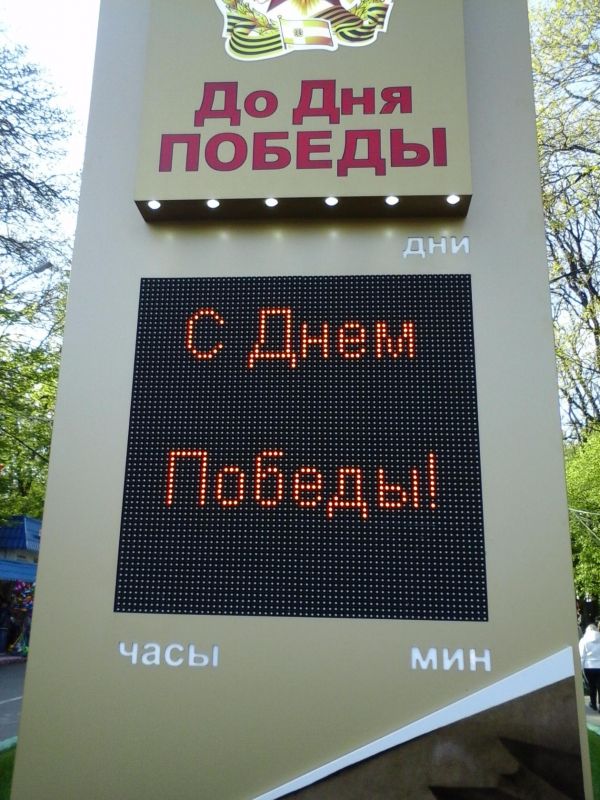 До Дня
ПОБЕДЫ
дни
С Днем
Победы!
часы
мин